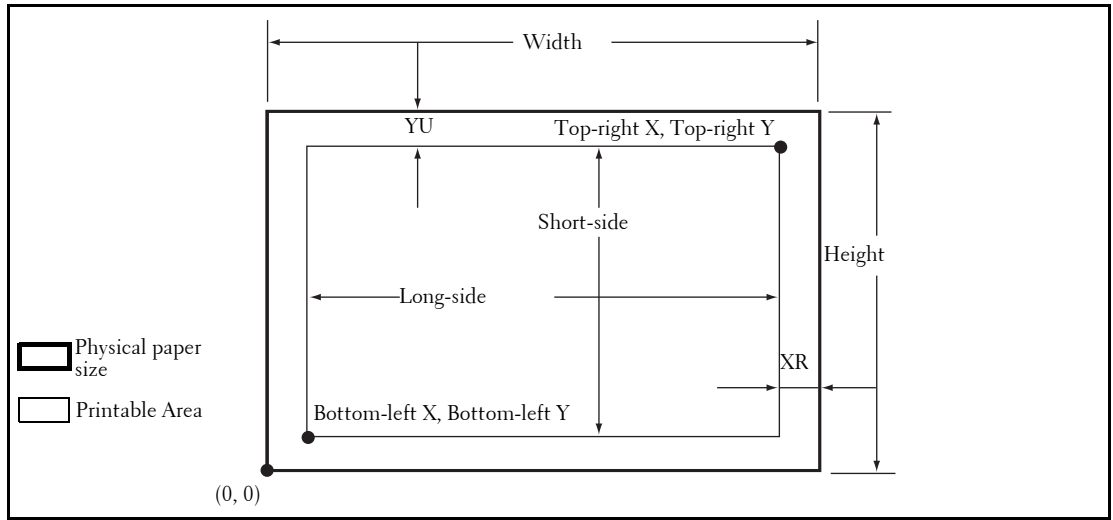 Width
YU
Top-right X, Top-right Y
Short-side
Height
Long-side
Physical paper
size
XR
Printable Area
Bottom-left X, Bottom-left Y
(0, 0)